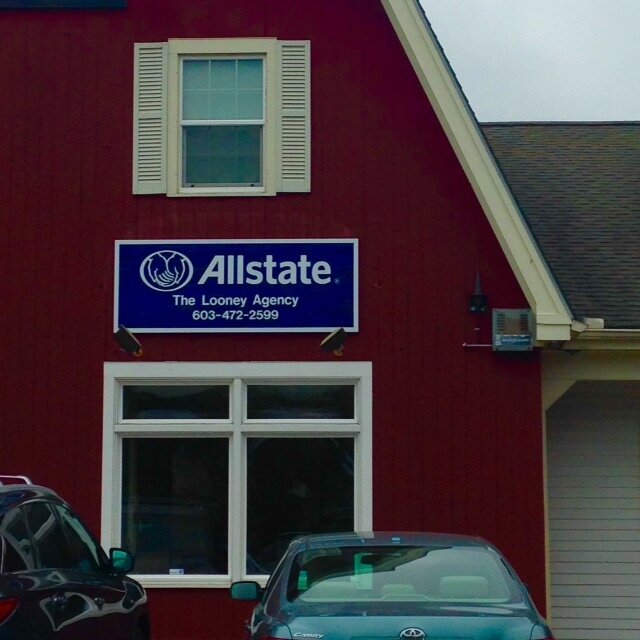 Allstate®
The Looney Agency
603-472-2599
CAMRY